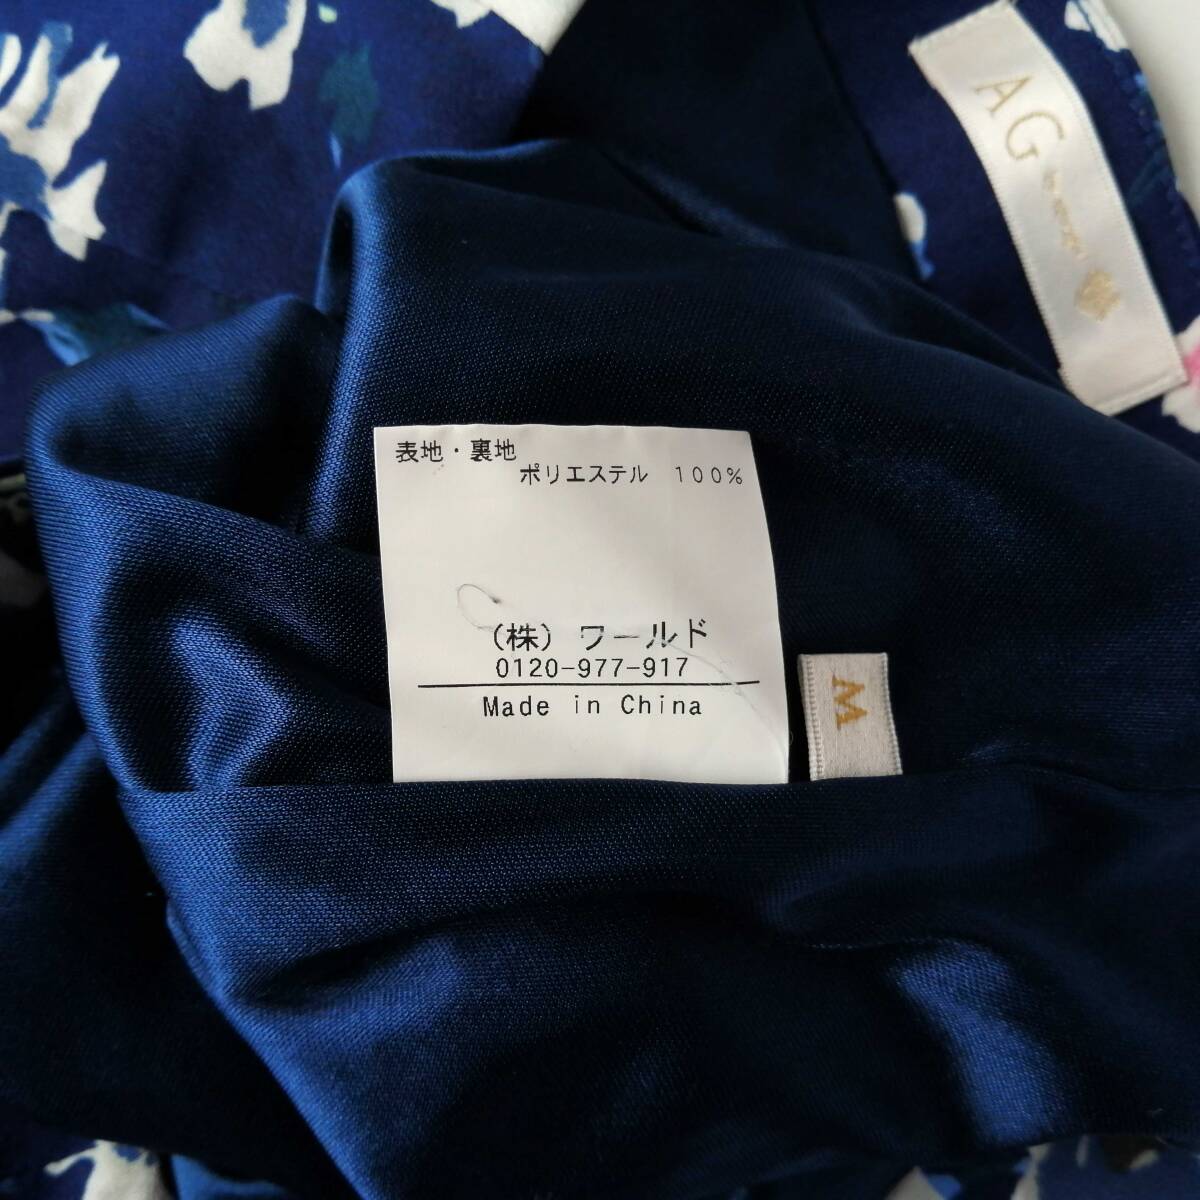 AG
表地・裏地
ポリエステル 100%
(株) ワールド
0120-977-917
Made in China
M